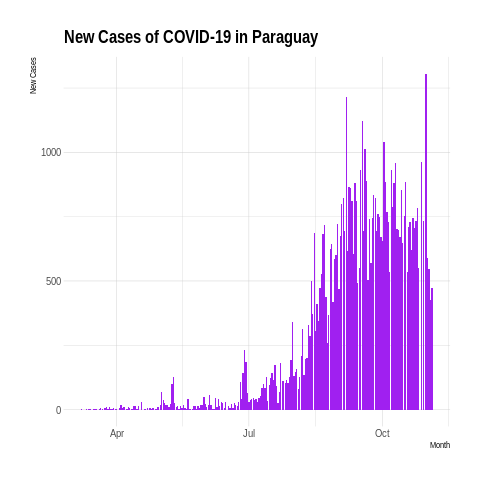 New Cases of COVID-19 in Paraguay
New Cases
1000
500
0
Apr
Jul
Oct
Month